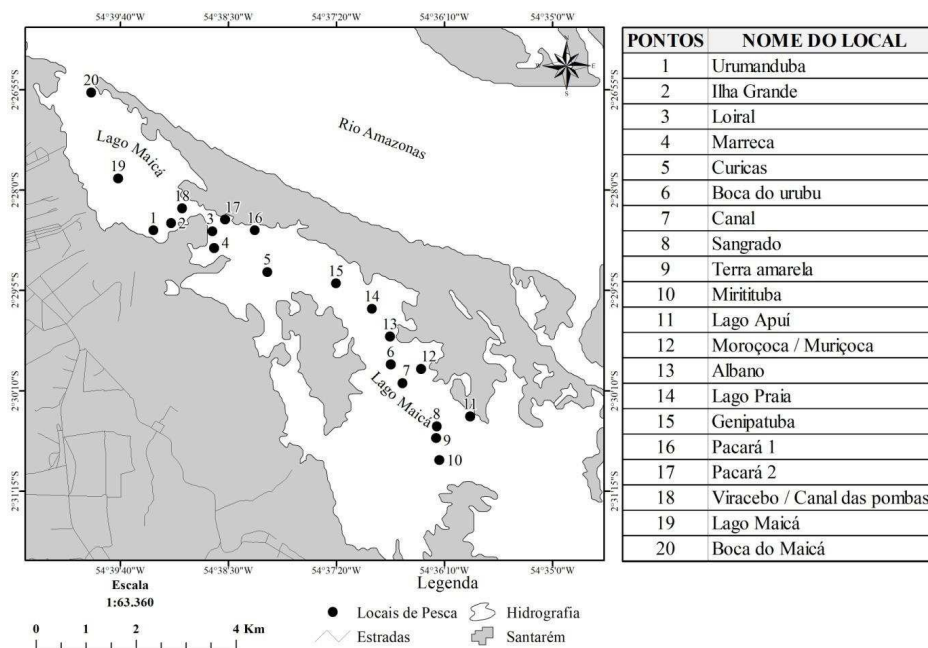 54°39'40"W 54°38'30"W 54°37'20"W 54°36'10"W 54°35'0"W
2°26'55"S
2°28'0"S
2°29'5"S
2°30'10"S
2°31'15"S
N
W E
S
Rio Amazonas
Lago Maicá
Lago Maicá
20
19
18
17
16
1
2
3
4
5
15
14
13
6
12
7
11
8
9
10
54°39'40"W 54°38'30"W 54°37'20"W 54°36'10"W 54°35'0"W
Escala
1:63.360
0 1 2 4 Km
Legenda
Locais de Pesca
Hidrografia
Estradas
Santarém
PONTOS NOME DO LOCAL
1 Urumanduba
2 Ilha Grande
3 Loiral
4 Marreca
5 Curicas
6 Boca do urubu
7 Canal
8 Sangrado
9 Terra amarela
10 Miritituba
11 Lago Apuí
12 Moroçoca / Muriçoca
13 Albano
14 Lago Praia
15 Genipatuba
16 Pacará 1
17 Pacará 2
18 Viracebo / Canal das pombas
19 Lago Maicá
20 Boca do Maicá